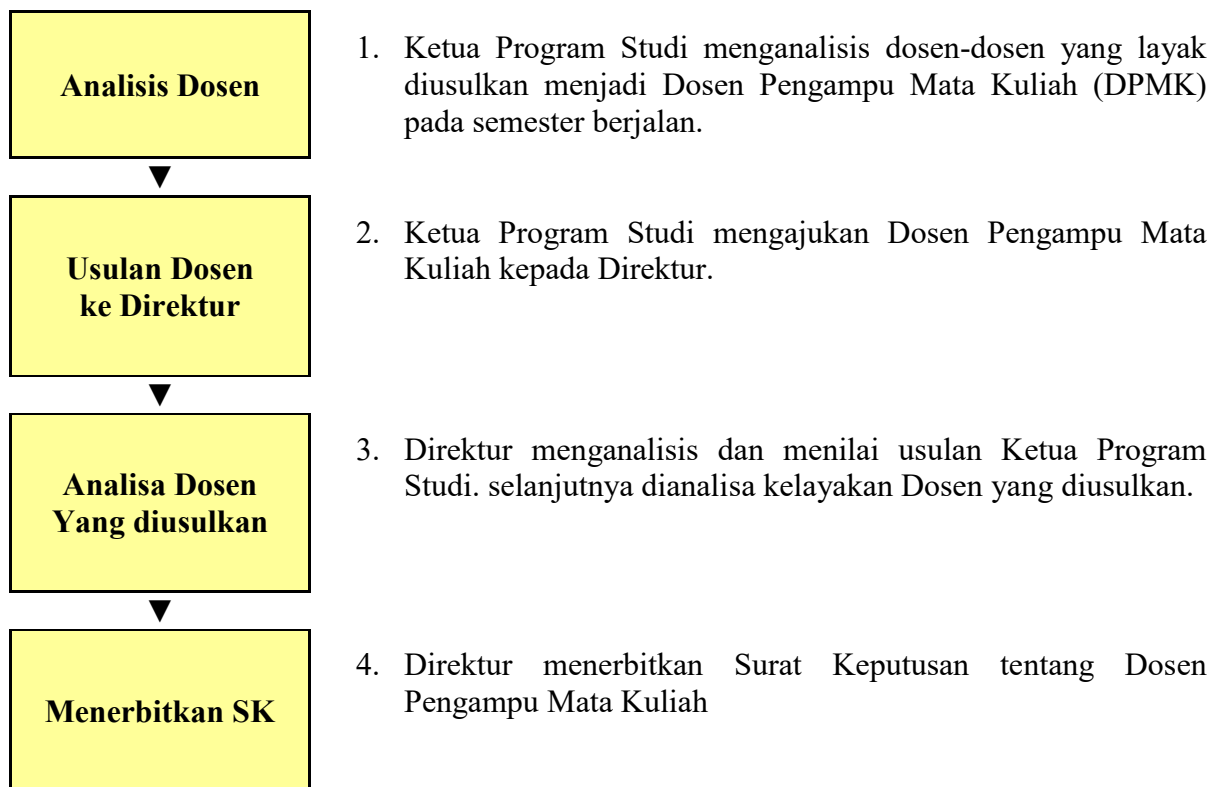 Analisis Dosen
1. Ketua Program Studi menganalisis dosen-dosen yang layak
diusulkan menjadi Dosen Pengampu Mata Kuliah (DPMK)
pada semester berjalan.
▼
Usulan Dosen
ke Direktur
2. Ketua Program Studi mengajukan Dosen Pengampu Mata
Kuliah kepada Direktur.
▼
Analisa Dosen
Yang diusulkan
3. Direktur menganalisis dan menilai usulan Ketua Program
Studi. selanjutnya dianalisa kelayakan Dosen yang diusulkan.
▼
Menerbitkan SK
4. Direktur menerbitkan Surat Keputusan tentang Dosen
Pengampu Mata Kuliah